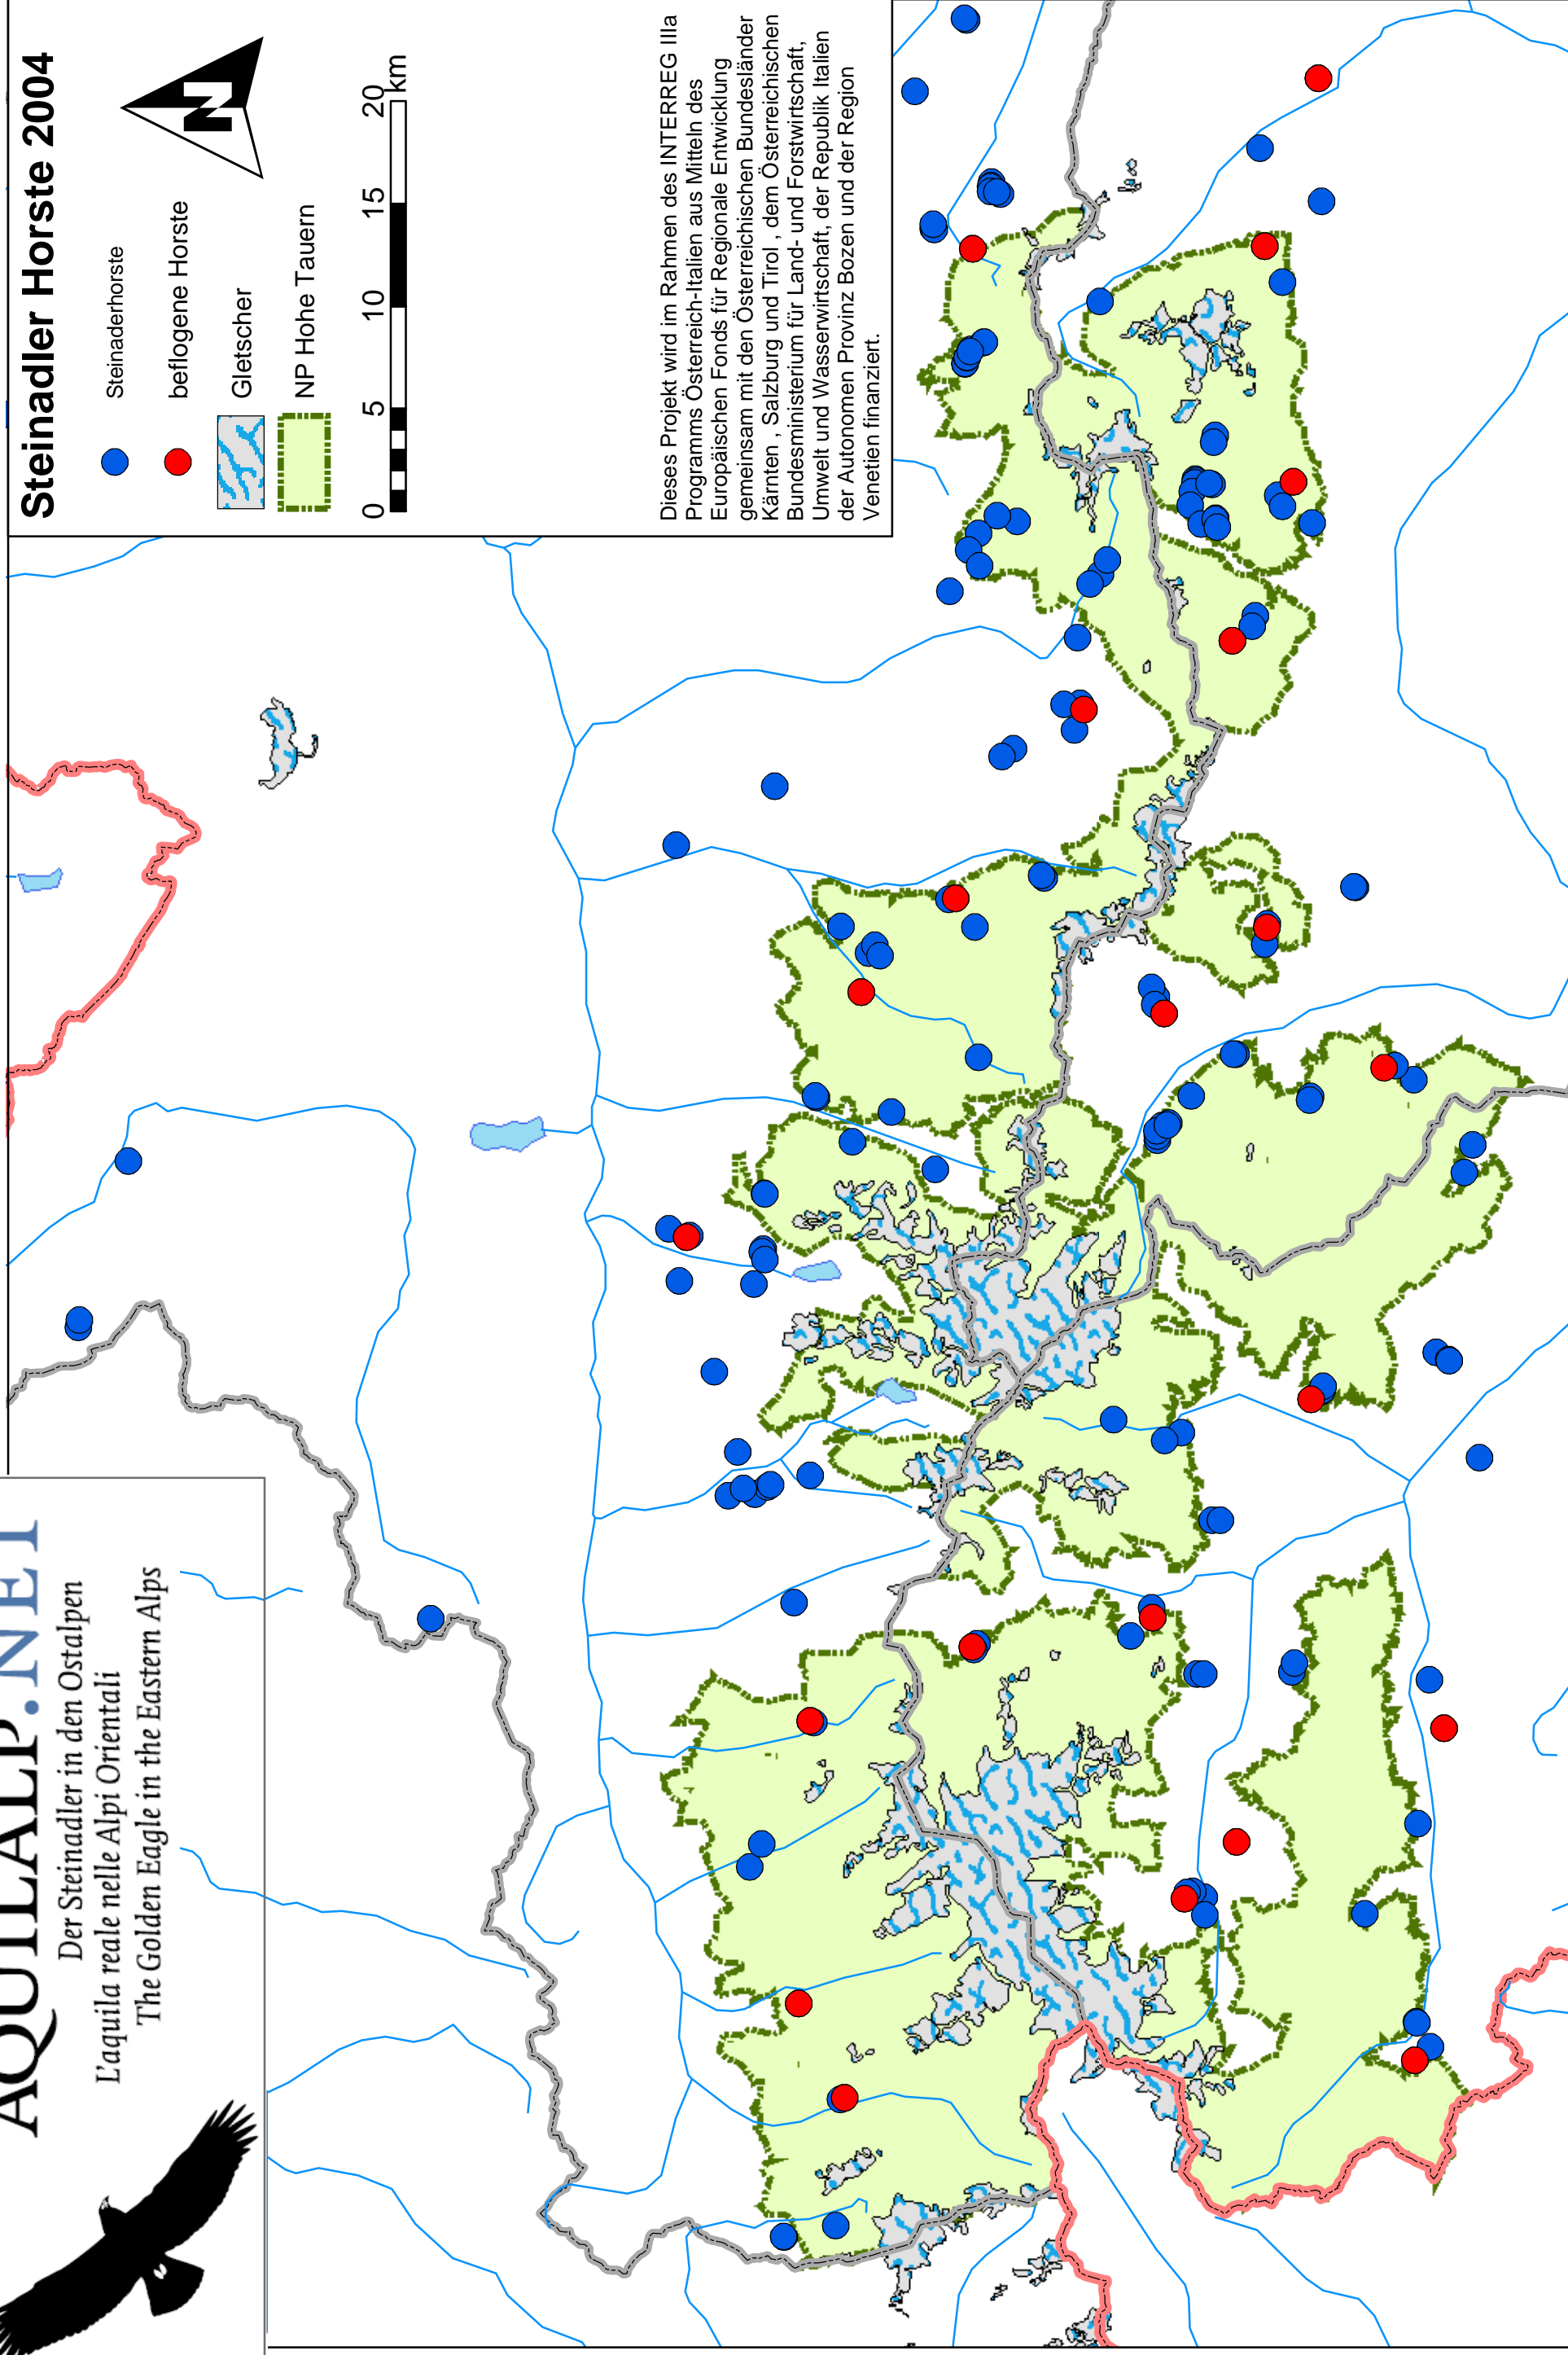 Steinadler Horste 2004
Steinaderhorste
beflogene Horste
Gletscher
NP Hohe Tauern
N
0 5 10 15 20
km
Dieses Projekt wird im Rahmen des INTERREG IIIa
Programms Österreich-Italien aus Mitteln des
Europäischen Fonds für Regionale Entwicklung
gemeinsam mit den Österreichischen Bundesländer
Kärnten , Salzburg und Tirol , dem Österreichischen
Bundesministerium für Land- und Forstwirtschaft,
Umwelt und Wasserwirtschaft, der Republik Italien
der Autonomen Provinz Bozen und der Region
Venetien finanziert.
AQUILALP.NET
Der Steinadler in den Ostalpen
L'aquila reale nelle Alpi Orientali
The Golden Eagle in the Eastern Alps